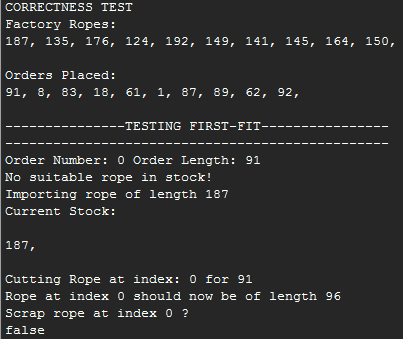 CORRECTNESS TEST
Factory Ropes:
187, 135, 176, 124, 192, 149, 141, 145, 164, 150,
Orders Placed:
91, 8, 83, 18, 61, 1, 87, 89, 62, 92,
---------------TESTING FIRST-FIT----------------
------------------------------------------------
Order Number: 0 Order Length: 91
No suitable rope in stock!
Importing rope of length 187
Current Stock:
187,
Cutting Rope at index: 0 for 91
Rope at index 0 should now be of length 96
Scrap rope at index 0 ?
false